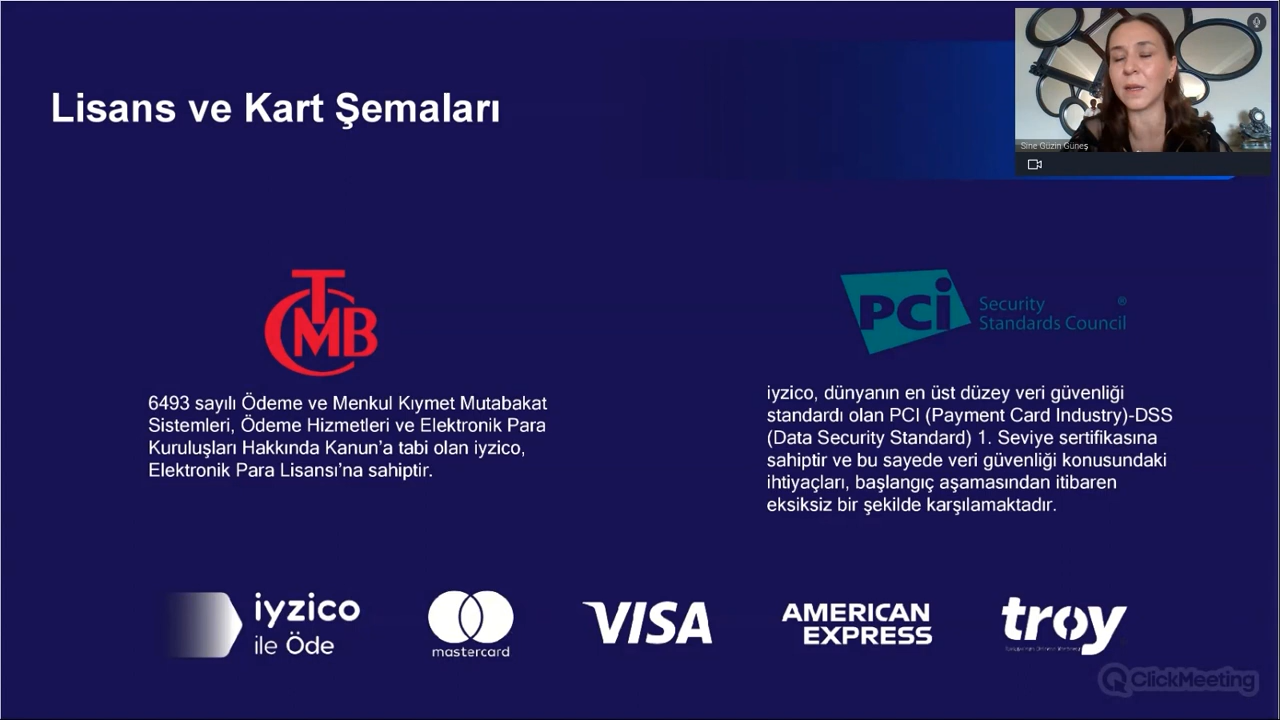 Lisans ve Kart Şemaları
Sine Güzin Güneş
TCMB
PCi Security
Standards Council ®
6493 sayılı Ödeme ve Menkul Kıymet Mutabakat
Sistemleri, Ödeme Hizmetleri ve Elektronik Para
Kuruluşları Hakkında Kanun’a tabi olan iyzico,
Elektronik Para Lisansı’na sahiptir.
iyzico, dünyanın en üst düzey veri güvenliği
standardı olan PCI (Payment Card Industry)-DSS
(Data Security Standard) 1. Seviye sertifikasına
sahiptir ve bu sayede veri güvenliği konusundaki
ihtiyaçları, başlangıç aşamasından itibaren
eksiksiz bir şekilde karşılamaktadır.
iyzico
ile Öde
mastercard
VISA
AMERICAN
EXPRESS
troy
ClickMeeting